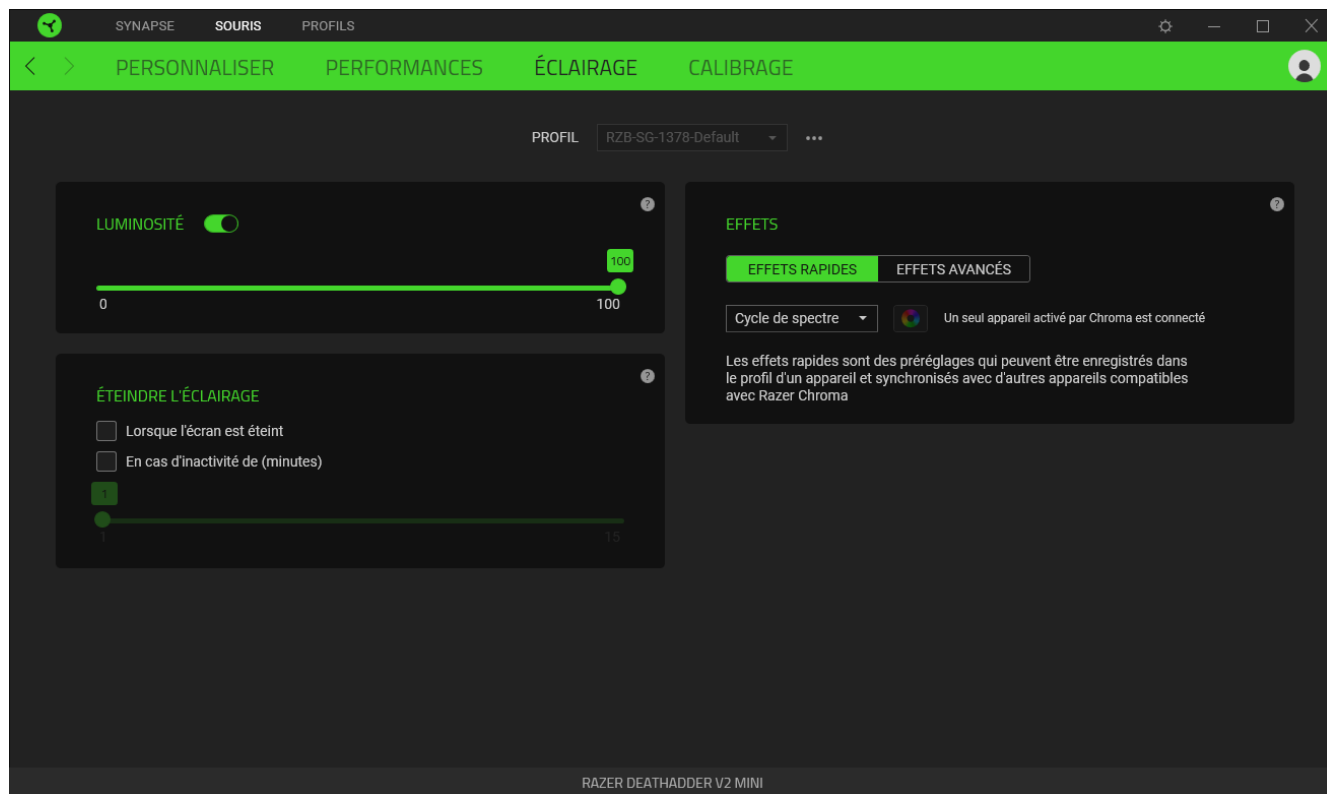 SYNAPSE SOURIS PROFILS
PERSONNALISER PERFORMANCES ÉCLAIRAGE CALIBRAGE
PROFIL RZB-SG-1378-Default
LUMINOSITÉ
100
0 100
ÉTEINDRE L'ÉCLAIRAGE
Lorsque l'écran est éteint
En cas d'inactivité de (minutes)
1
1 15
EFFETS
EFFETS RAPIDES EFFETS AVANCÉS
Cycle de spectre Un seul appareil activé par Chroma est connecté
Les effets rapides sont des préréglages qui peuvent être enregistrés dans
le profil d'un appareil et synchronisés avec d'autres appareils compatibles
avec Razer Chroma
RAZER DEATHADDER V2 MINI